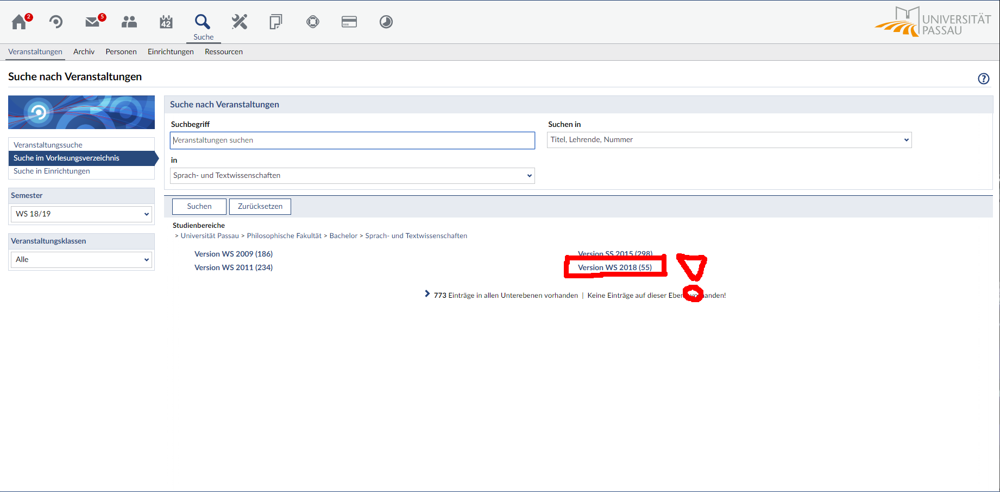 2
5
42
Suche
UNIVERSITÄT
PASSAU
Veranstaltungen Archiv Personen Einrichtungen Ressourcen
Suche nach Veranstaltungen
?
Suche nach Veranstaltungen
Suchbegriff
Veranstaltungen suchen
Suchen in
Titel, Lehrende, Nummer
in
Sprach- und Textwissenschaften
Veranstaltungssuche
Suche im Vorlesungsverzeichnis
Suche in Einrichtungen
Semester
WS 18/19
Veranstaltungsklassen
Alle
Suchen Zurücksetzen
Studienbereiche
> Universität Passau > Philosophische Fakultät > Bachelor > Sprach- und Textwissenschaften
Version WS 2009 (186)
Version SS 2015 (298)
Version WS 2011 (234)
Version WS 2018 (55)
!
773 Einträge in allen Unterebenen vorhanden | Keine Einträge auf dieser Ebene vorhanden!